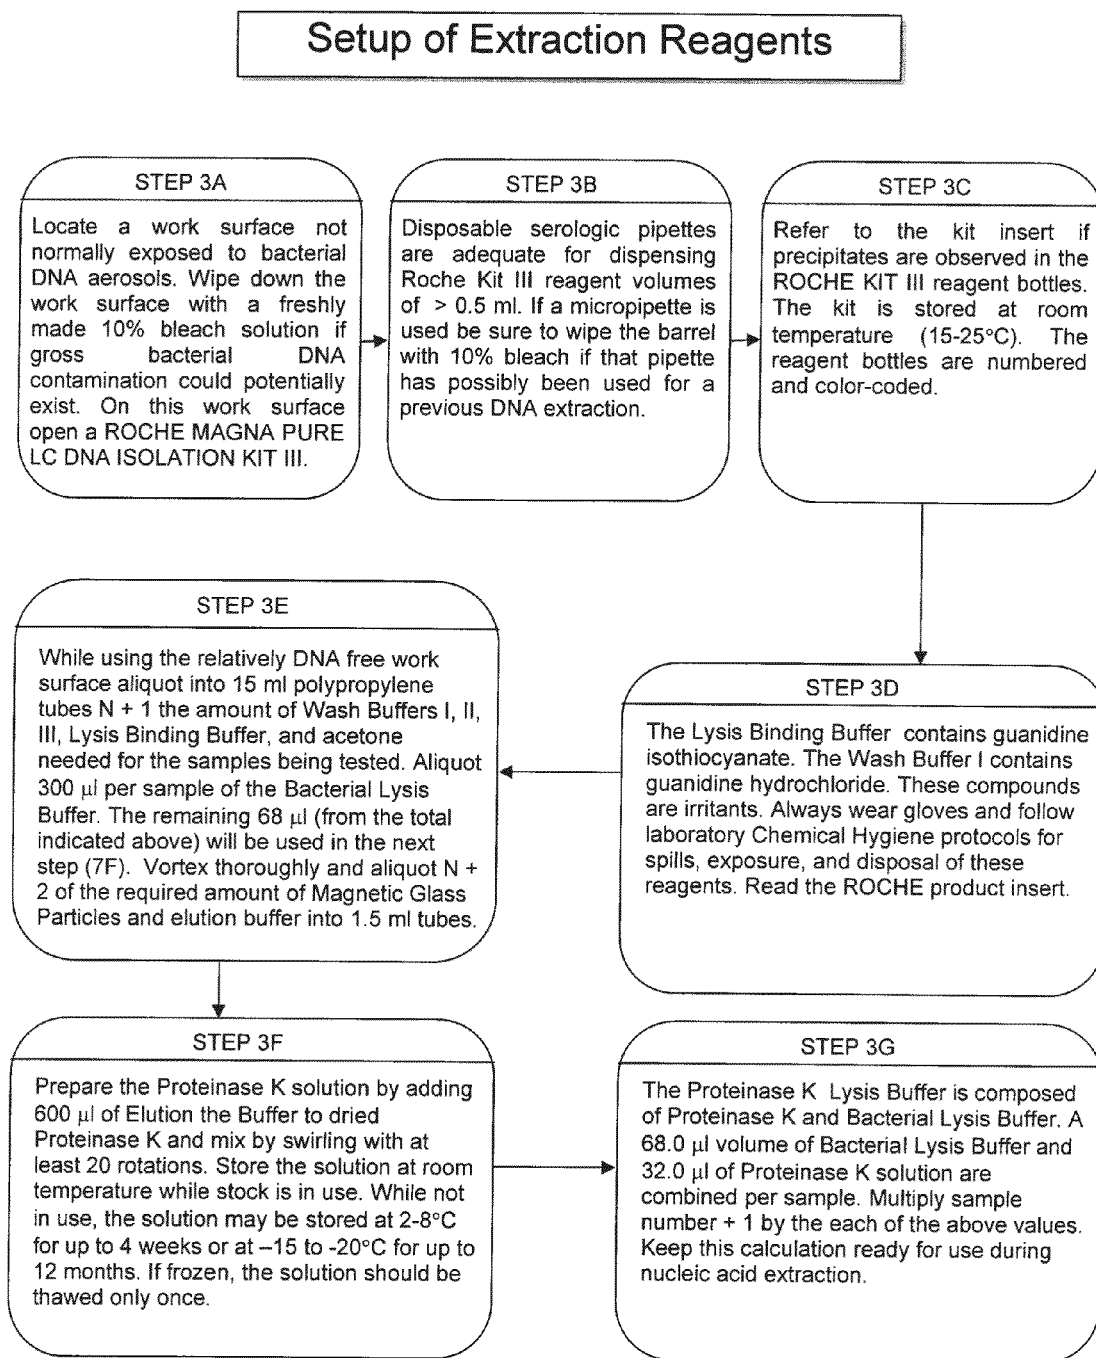 Setup of Extraction Reagents
STEP 3A
Locate a work surface not
normally exposed to bacterial
DNA aerosols. Wipe down the
work surface with a freshly
made 10% bleach solution if
gross bacterial DNA
contamination could potentially
exist. On this work surface
open a ROCHE MAGNA PURE
LC DNA ISOLATION KIT III.
STEP 3B
Disposable serologic pipettes
are adequate for dispensing
Roche Kit III reagent volumes
of > 0.5 ml. If a micropipette is
used be sure to wipe the barrel
with 10% bleach if that pipette
has possibly been used for a
previous DNA extraction.
STEP 3C
Refer to the kit insert if
precipitates are observed in the
ROCHE KIT III reagent bottles.
The kit is stored at room
temperature (15-25°C). The
reagent bottles are numbered
and color-coded.
STEP 3D
The Lysis Binding Buffer contains guanidine
isothiocyanate. The Wash Buffer I contains
guanidine hydrochloride. These compounds
are irritants. Always wear gloves and follow
laboratory Chemical Hygiene protocols for
spills, exposure, and disposal of these
reagents. Read the ROCHE product insert.
STEP 3E
While using the relatively DNA free work
surface aliquot into 15 ml polypropylene
tubes N + 1 the amount of Wash Buffers I, II,
III, Lysis Binding Buffer, and acetone
needed for the samples being tested. Aliquot
300 µl per sample of the Bacterial Lysis
Buffer. The remaining 68 µl (from the total
indicated above) will be used in the next
step (7F). Vortex thoroughly and aliquot N +
2 of the required amount of Magnetic Glass
Particles and elution buffer into 1.5 ml tubes.
STEP 3F
Prepare the Proteinase K solution by adding
600 µl of Elution the Buffer to dried
Proteinase K and mix by swirling with at
least 20 rotations. Store the solution at room
temperature while stock is in use. While not
in use, the solution may be stored at 2-8°C
for up to 4 weeks or at –15 to -20°C for up to
12 months. If frozen, the solution should be
thawed only once.
STEP 3G
The Proteinase K Lysis Buffer is composed
of Proteinase K and Bacterial Lysis Buffer. A
68.0 µl volume of Bacterial Lysis Buffer and
32.0 µl of Proteinase K solution are
combined per sample. Multiply sample
number + 1 by the each of the above values.
Keep this calculation ready for use during
nucleic acid extraction.